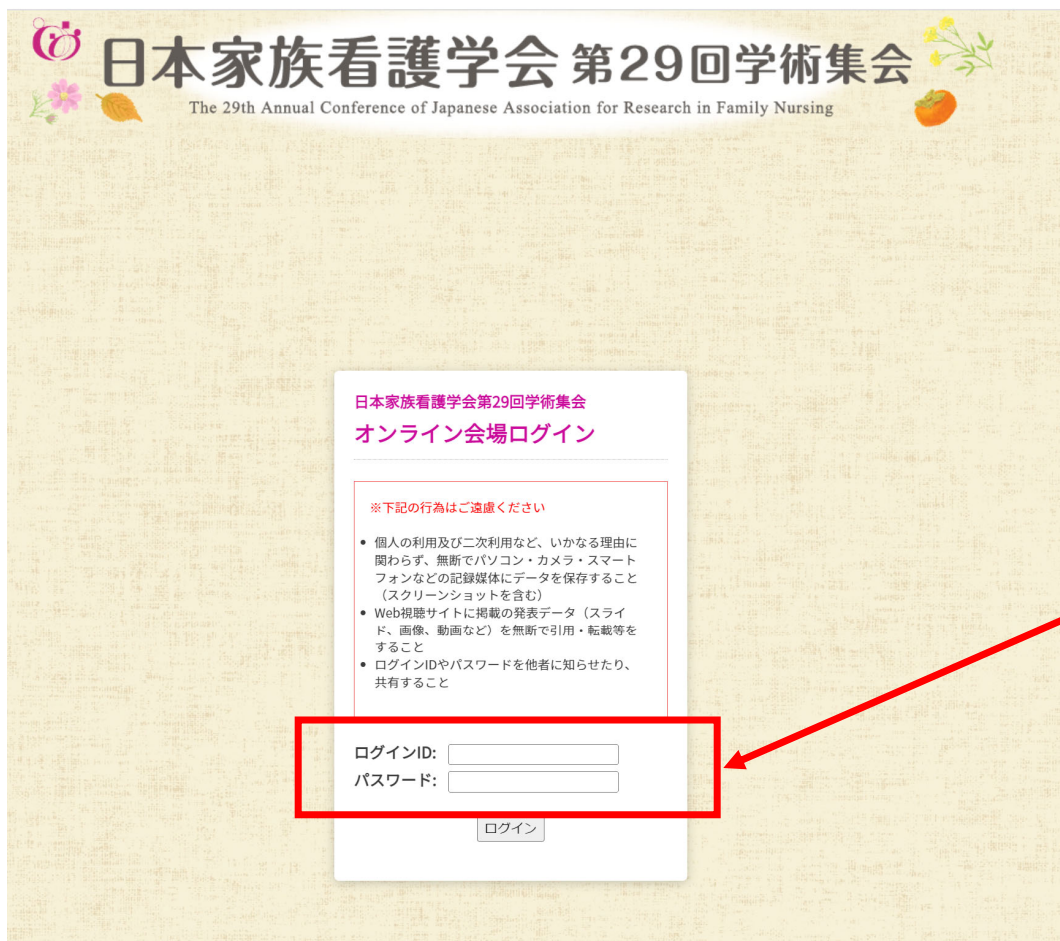 日本家族看護学会 第29回学術集会
The 29th Annual Conference of Japanese Association for Research in Family Nursing
日本家族看護学会第29回学術集会
オンライン会場ログイン
※下記の行為はご遠慮ください
• 個人の利用及び二次利用など、いかなる理由に
関わらず、無断でパソコン・カメラ・スマート
フォンなどの記録媒体にデータを保存すること
（スクリーンショットを含む）
• Web視聴サイトに掲載の発表データ（スライ
ド、画像、動画など）を無断で引用・転載等を
すること
• ログインIDやパスワードを他者に知らせたり、
共有すること
ログインID:
パスワード:
ログイン